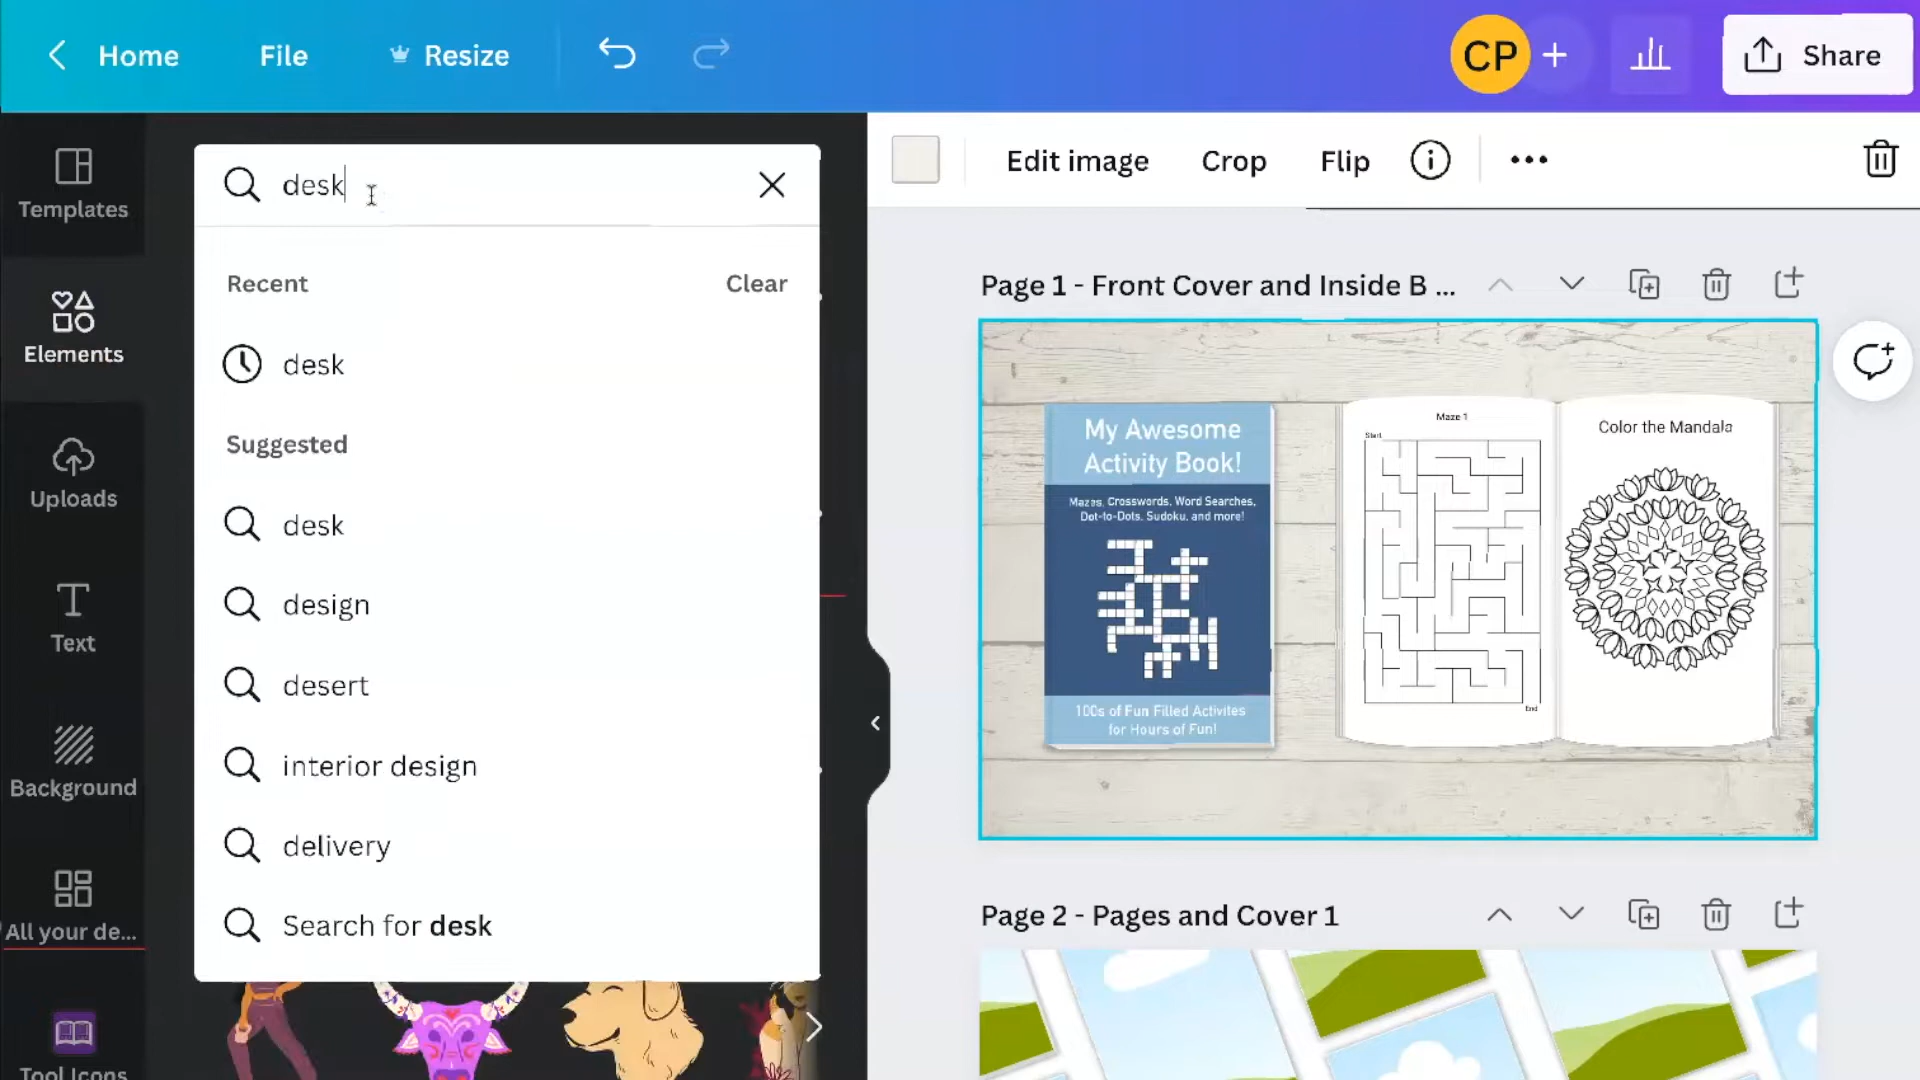 Home File Resize CP + Share
Templates
Elements
Uploads
Text
Background
All your de...
Tool Icons
desk
Recent Clear
desk
Suggested
desk
design
desert
interior design
delivery
Search for desk
Edit image Crop Flip
Page 1 - Front Cover and Inside B ...
My Awesome
Activity Book!
Mazes, Crosswords, Word Searches,
Dot-to-Dots, Sudoku, and more!
100s of Fun Filled Activites
for Hours of Fun!
Maze 1
Start
End
Color the Mandala
Page 2 - Pages and Cover 1